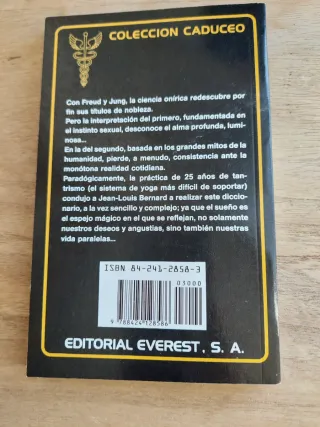 COLECCION CADUCEO
Con Freud y Jung, la ciencia onírica redescubre por
fin sus títulos de nobleza.
Pero la interpretación del primero, fundamentada en
el instinto sexual, desconoce el alma profunda, lumi-
nosa...
En la del segundo, basada en los grandes mitos de la
humanidad, pierde, a menudo, consistencia ante la
monótona realidad cotidiana.
Paradógicamente, la práctica de 25 años de tan-
trismo (el sistema de yoga más difícil de soportar)
condujo a Jean-Louis Bernard a realizar este diccio-
nario, a la vez sencillo y complejo; ya que el sueño es
el espejo mágico en el que se reflejan, no solamente
nuestros deseos y angustias, sino también nuestras
vida paralelas...
ISBN 84-241-2858-3
03000
9 788424 128586
EDITORIAL EVEREST, S. A.